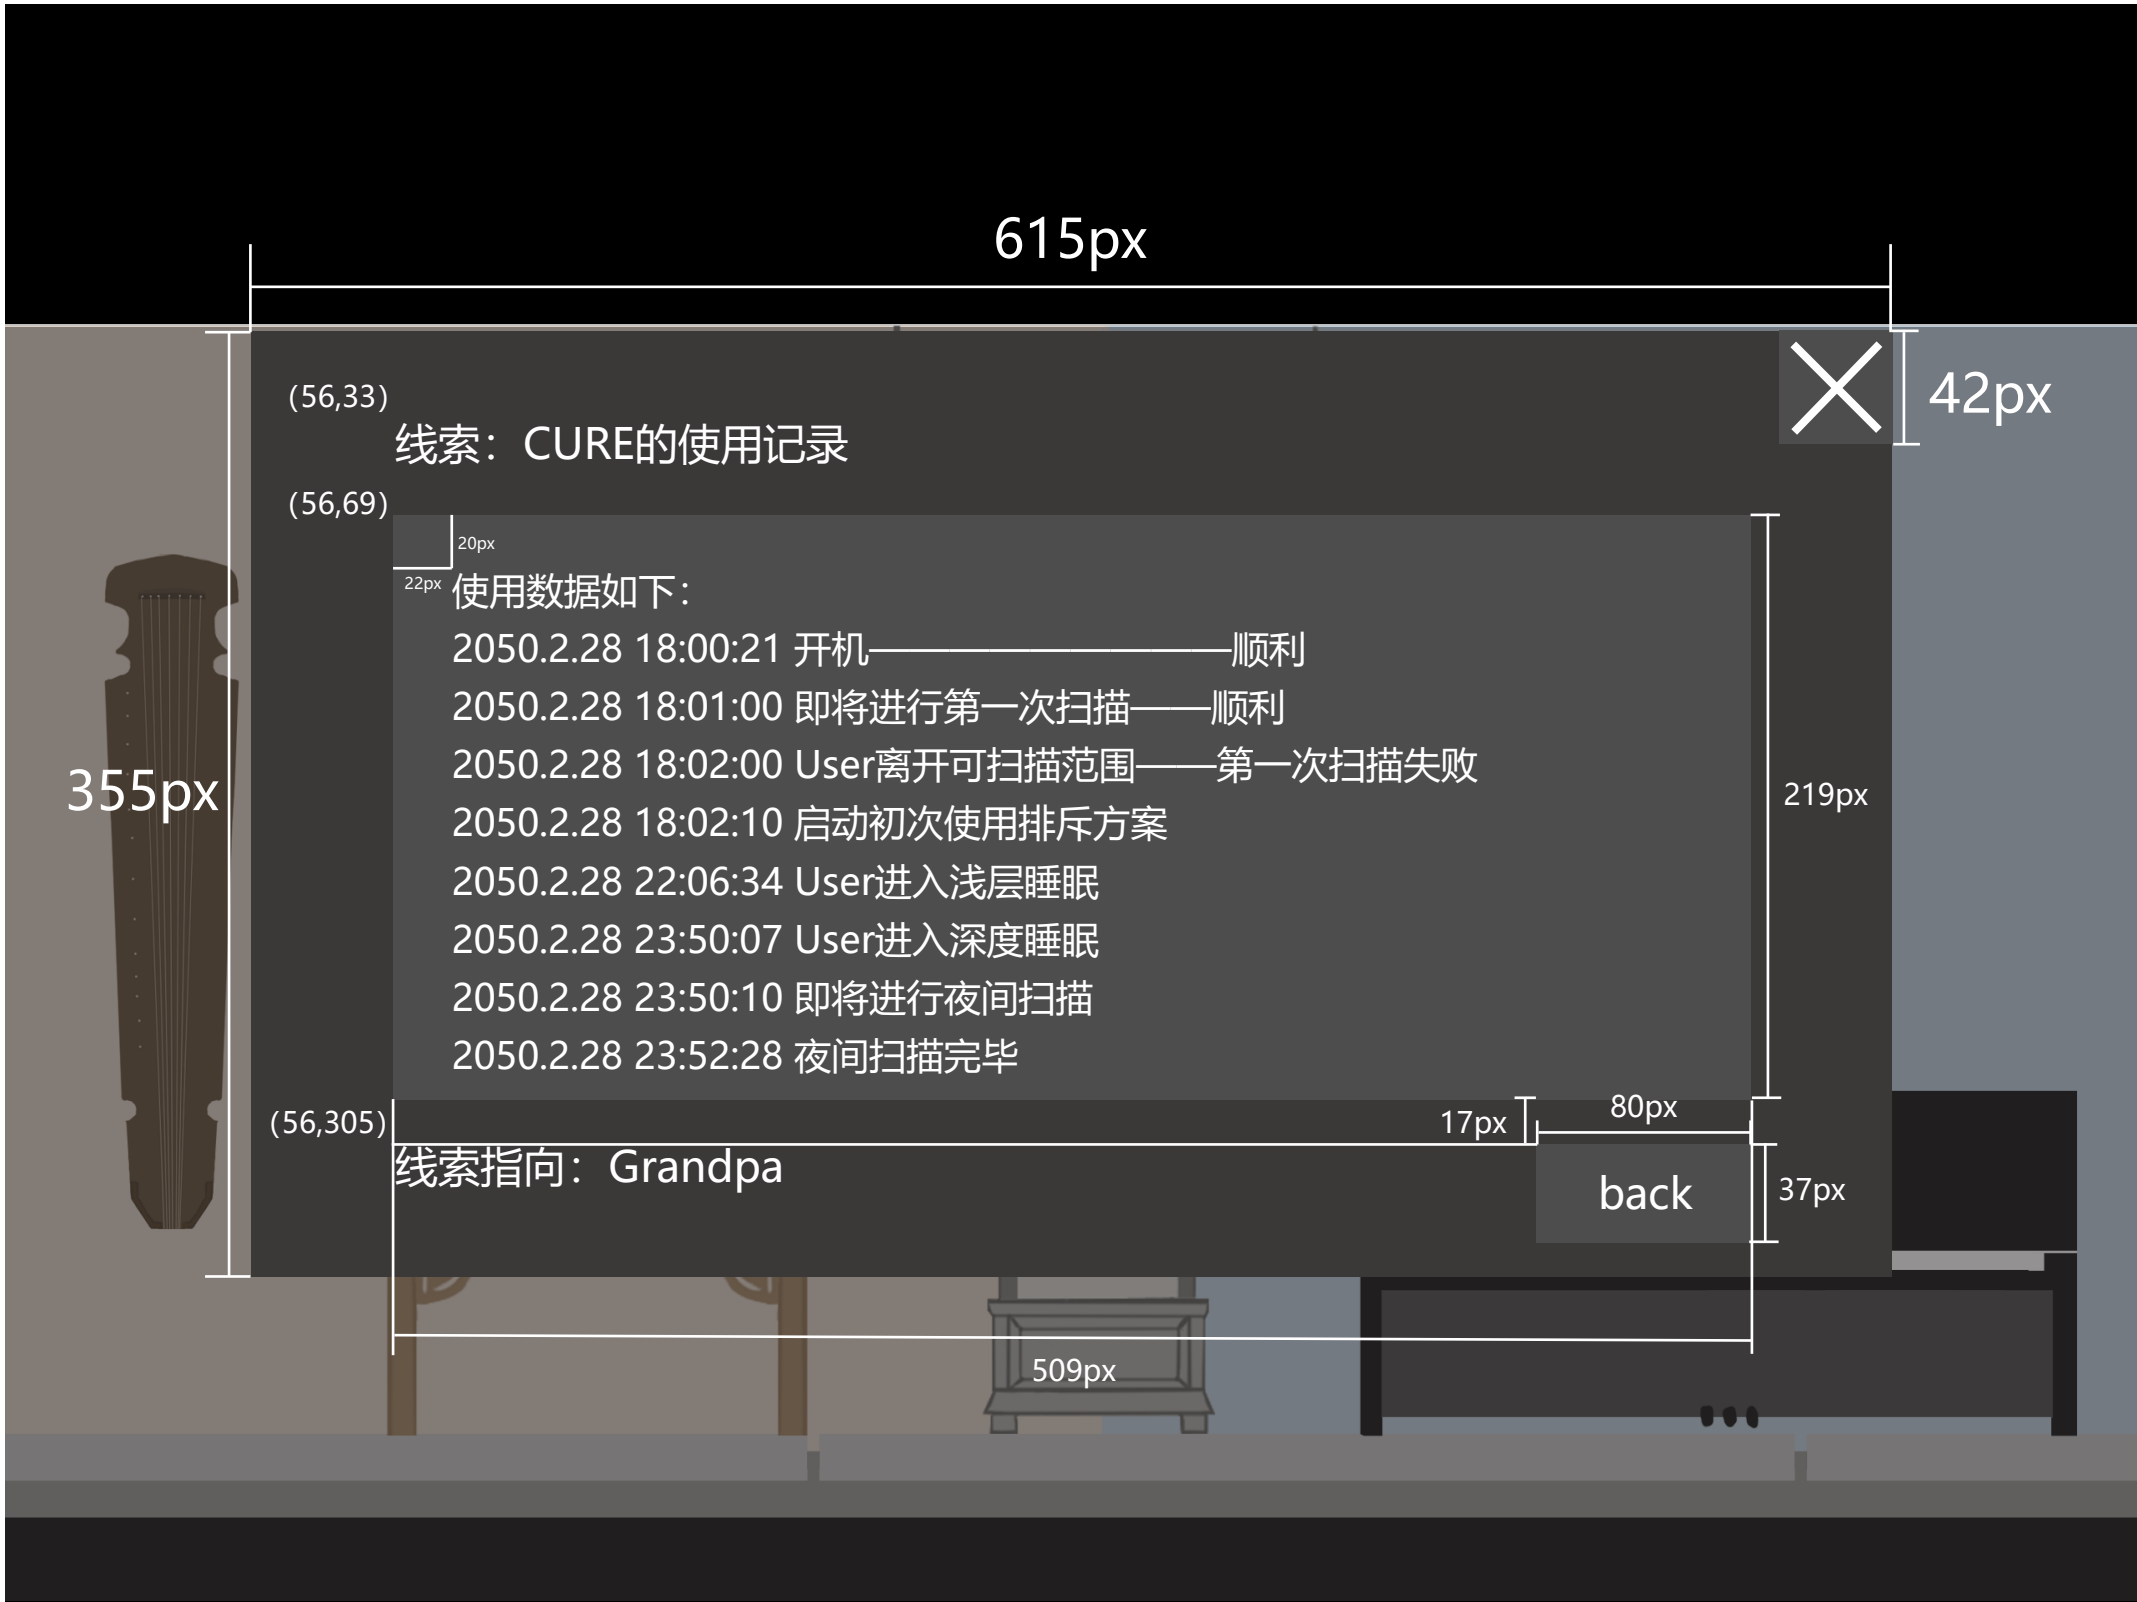 615px
42px
(56,33)
线索：CURE的使用记录
(56,69)
20px
22px
使用数据如下：
2050.2.28 18:00:21 开机—————————顺利
2050.2.28 18:01:00 即将进行第一次扫描——顺利
2050.2.28 18:02:00 User离开可扫描范围——第一次扫描失败
355px
219px
2050.2.28 18:02:10 启动初次使用排斥方案
2050.2.28 22:06:34 User进入浅层睡眠
2050.2.28 23:50:07 User进入深度睡眠
2050.2.28 23:50:10 即将进行夜间扫描
2050.2.28 23:52:28 夜间扫描完毕
(56,305)
17px
80px
线索指向：Grandpa
back
37px
509px